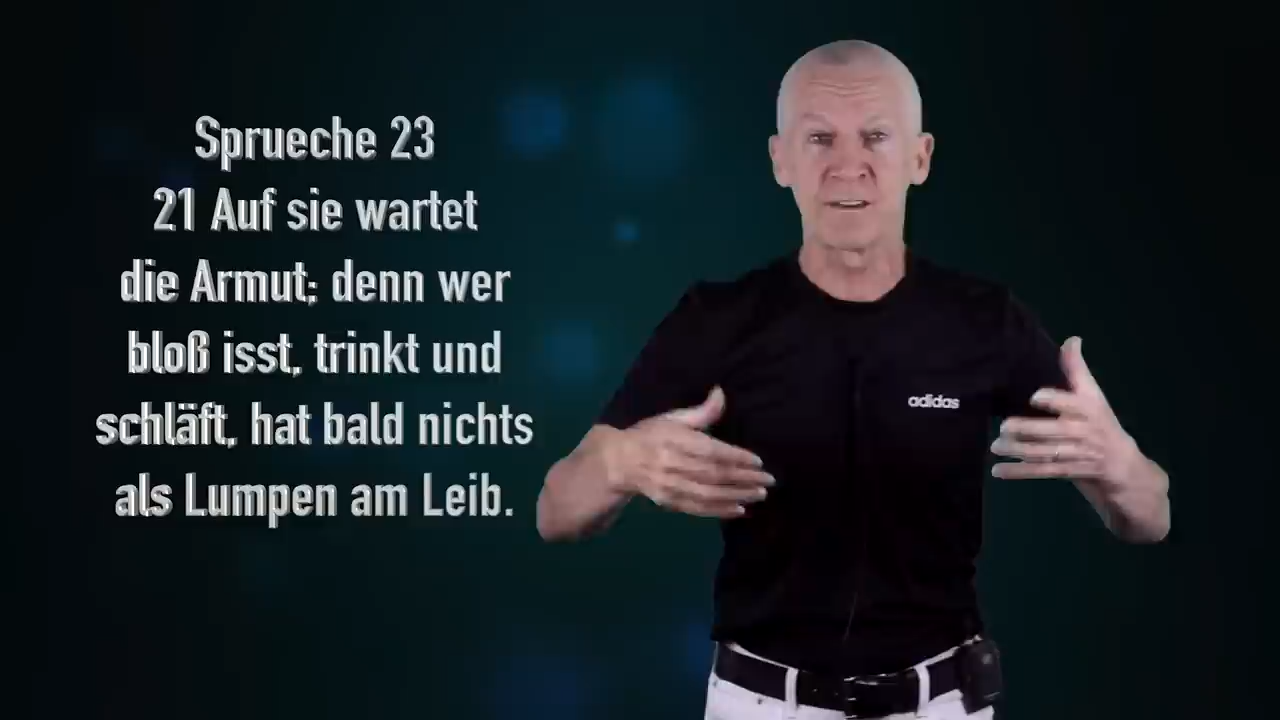 Sprueche 23
21 Auf sie wartet
die Armut; denn wer
bloß isst, trinkt und
schläft, hat bald nichts
als Lumpen am Leib.
adidas